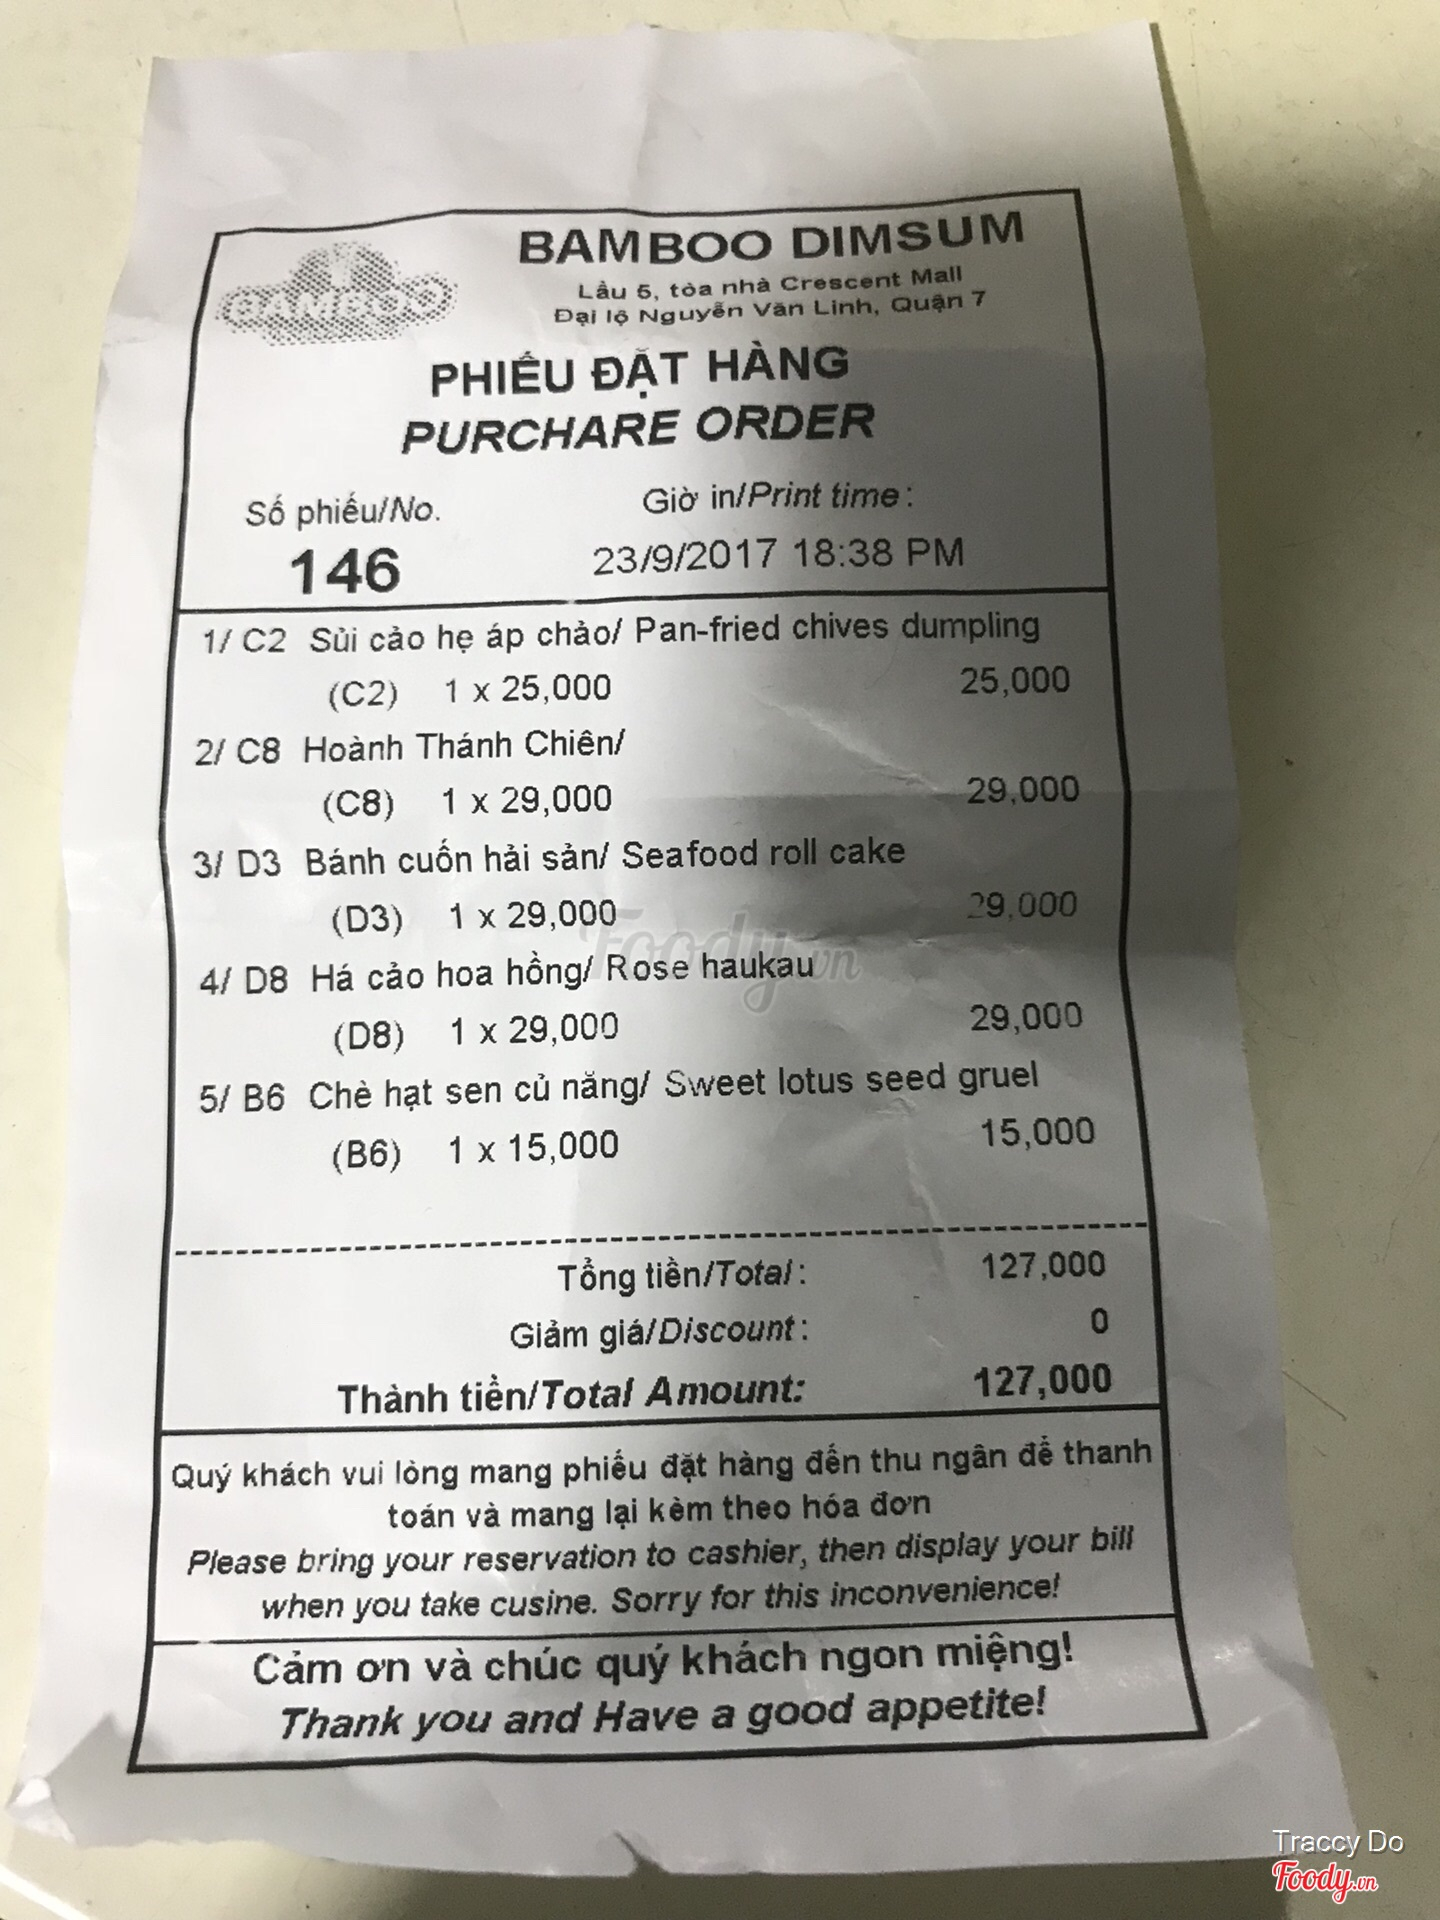 BAMBOO
BAMBOO DIMSUM
Lầu 5, tòa nhà Crescent Mall
Đại lộ Nguyễn Văn Linh, Quận 7
PHIẾU ĐẶT HÀNG
PURCHARE ORDER
Số phiếu/No.
Giờ in/Print time:
146
23/9/2017 18:38 PM
1/ C2 Sủi cảo hẹ áp chảo/ Pan-fried chives dumpling
(C2) 1 x 25,000 25,000
2/ C8 Hoành Thánh Chiên/
(C8) 1 x 29,000 29,000
3/ D3 Bánh cuốn hải sản/ Seafood roll cake
(D3) 1 x 29,000 29,000
4/ D8 Há cảo hoa hồng/ Rose haukau
(D8) 1 x 29,000 29,000
5/ B6 Chè hạt sen củ năng/ Sweet lotus seed gruel
(B6) 1 x 15,000 15,000
Tổng tiền/Total: 127,000
Giảm giá/Discount: 0
Thành tiền/Total Amount: 127,000
Quý khách vui lòng mang phiếu đặt hàng đến thu ngân để thanh
toán và mang lại kèm theo hóa đơn
Please bring your reservation to cashier, then display your bill
when you take cusine. Sorry for this inconvenience!
Cảm ơn và chúc quý khách ngon miệng!
Thank you and Have a good appetite!
Foody.vn
Traccy Do
Foody.vn